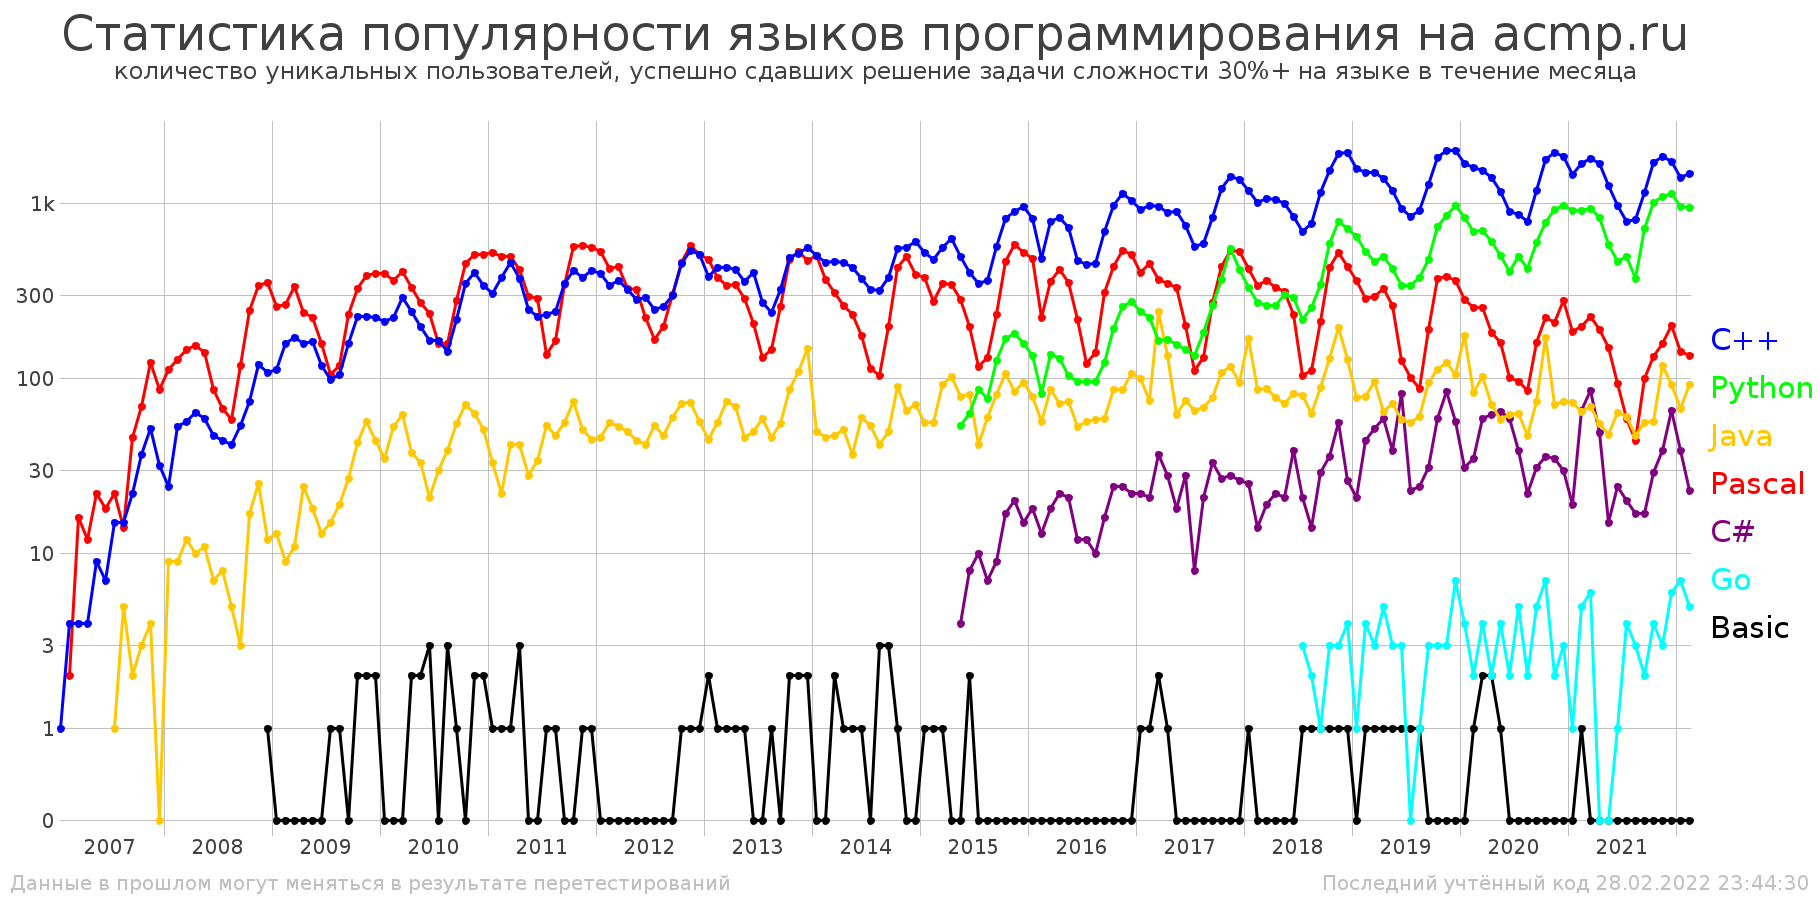 Статистика популярности языков программирования на acmp.ru
количество уникальных пользователей, успешно сдавших решение задачи сложности 30%+ на языке в течение месяца
1k
300
100
30
10
3
1
0
C++
Python
Java
Pascal
C#
Go
Basic
2007 2008 2009 2010 2011 2012 2013 2014 2015 2016 2017 2018 2019 2020 2021
Данные в прошлом могут меняться в результате перетестирований
Последний учтённый код 28.02.2022 23:44:30